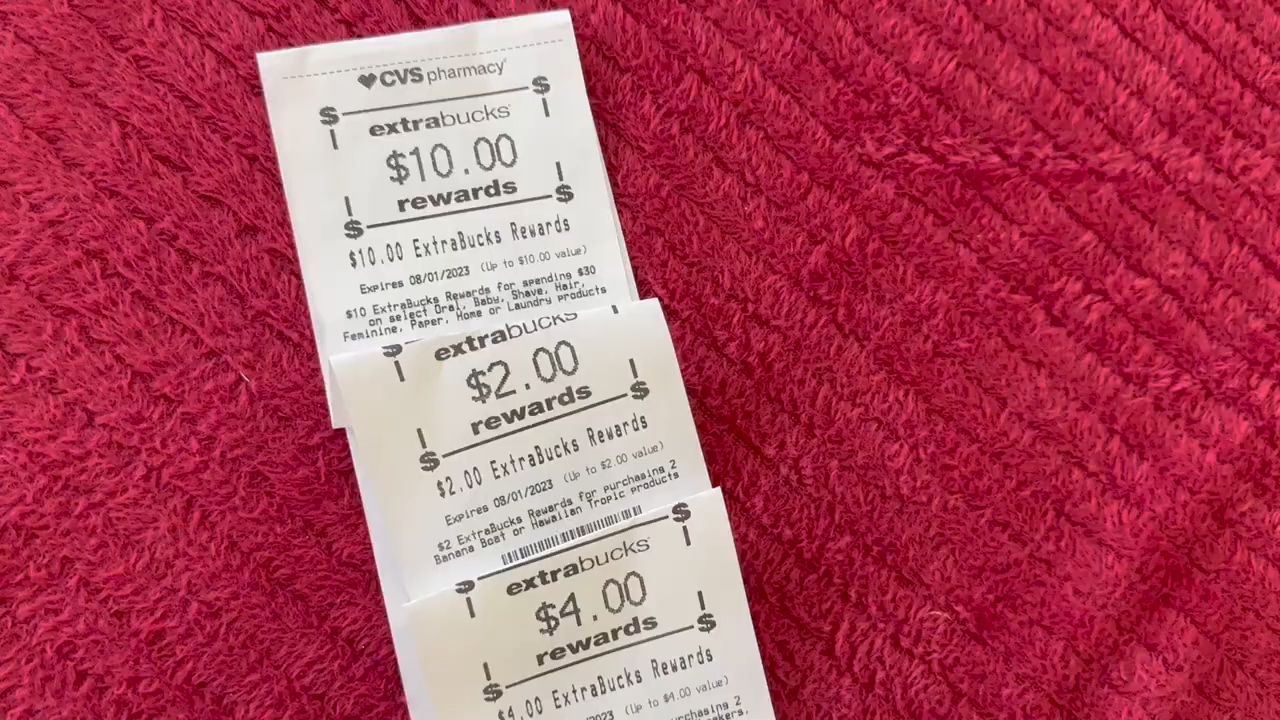 CVS pharmacy
extrabucks
$10.00
rewards
$10.00 ExtraBucks Rewards
Expires 08/01/2023 (Up to $10.00 value)
$10 ExtraBucks Rewards for spending $30
on select Oral, Baby, Shave, Hair,
Feminine, Paper, Home or Laundry products
extrabucks
$2.00
rewards
$2.00 ExtraBucks Rewards
Expires 08/01/2023 (Up to $2.00 value)
$2 ExtraBucks Rewards for purchasing 2
Banana Boat or Hawaiian Tropic products
extrabucks
$4.00
rewards
$4.00 ExtraBucks Rewards
2023 (Up to $4.00 value)
2